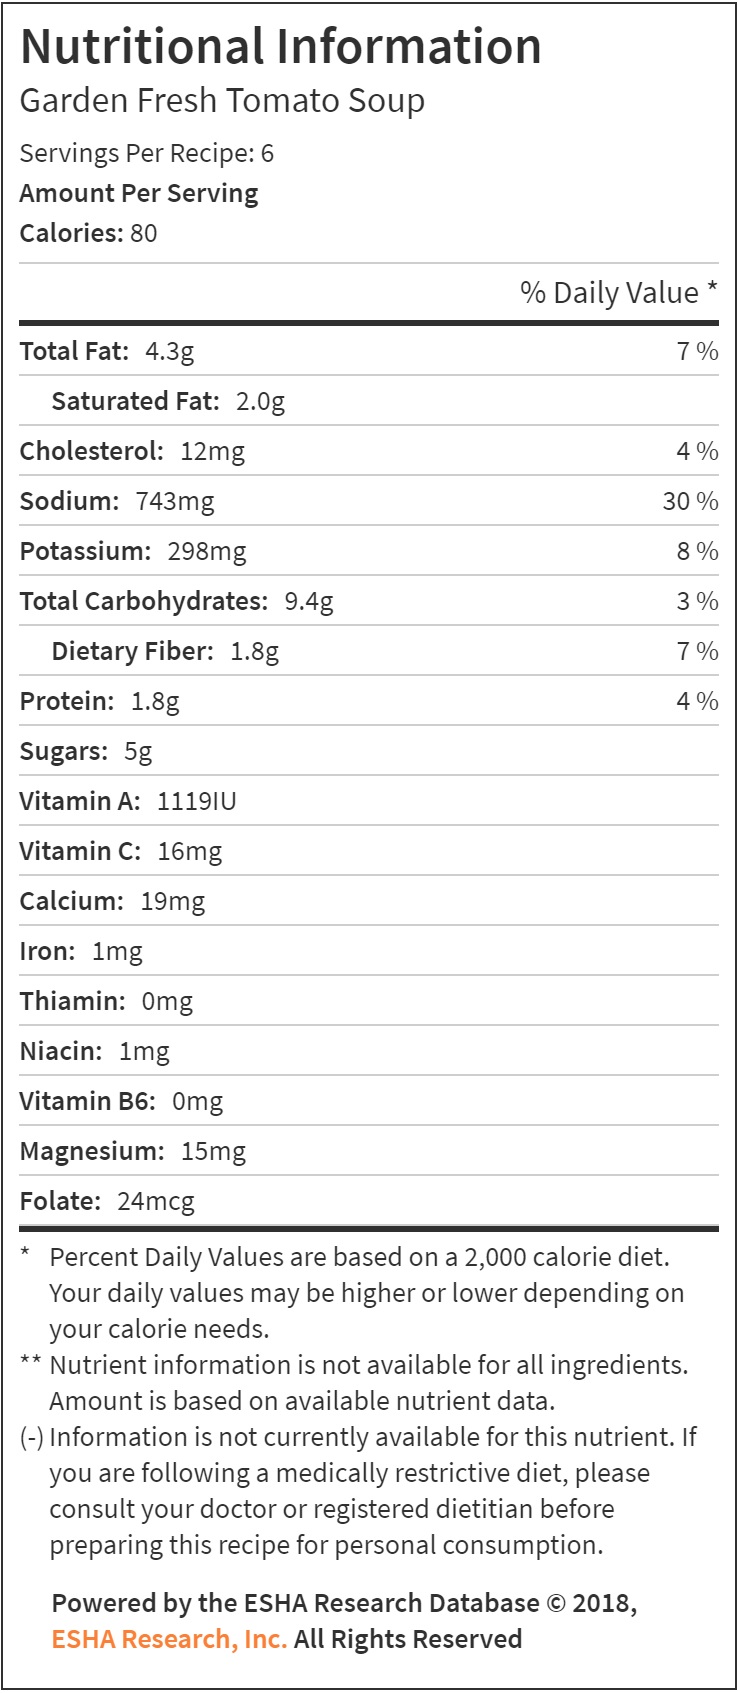 Nutritional Information
Garden Fresh Tomato Soup
Servings Per Recipe: 6
Amount Per Serving
Calories: 80
% Daily Value *
Total Fat: 4.3g 7 %
Saturated Fat: 2.0g
Cholesterol: 12mg 4 %
Sodium: 743mg 30 %
Potassium: 298mg 8 %
Total Carbohydrates: 9.4g 3 %
Dietary Fiber: 1.8g 7 %
Protein: 1.8g 4 %
Sugars: 5g
Vitamin A: 1119IU
Vitamin C: 16mg
Calcium: 19mg
Iron: 1mg
Thiamin: 0mg
Niacin: 1mg
Vitamin B6: 0mg
Magnesium: 15mg
Folate: 24mcg
* Percent Daily Values are based on a 2,000 calorie diet.
Your daily values may be higher or lower depending on
your calorie needs.
** Nutrient information is not available for all ingredients.
Amount is based on available nutrient data.
(-) Information is not currently available for this nutrient. If
you are following a medically restrictive diet, please
consult your doctor or registered dietitian before
preparing this recipe for personal consumption.
Powered by the ESHA Research Database © 2018,
ESHA Research, Inc. All Rights Reserved